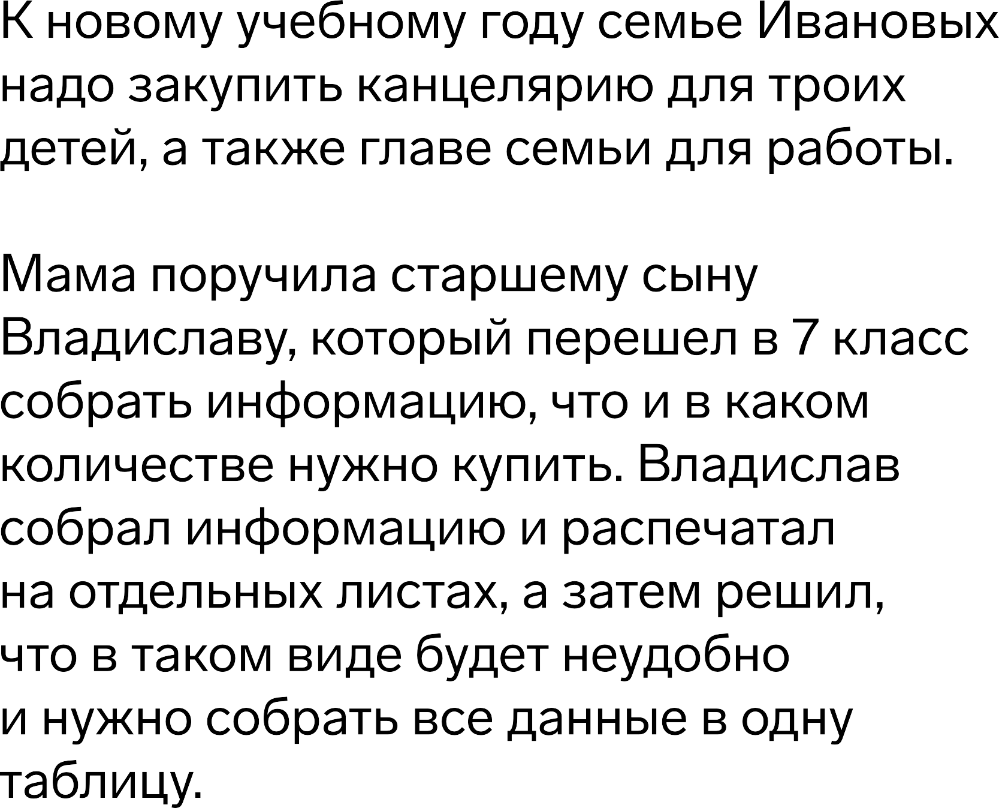 К новому учебному году семье Ивановых
надо закупить канцелярию для троих
детей, а также главе семьи для работы.
Мама поручила старшему сыну
Владиславу, который перешел в 7 класс
собрать информацию, что и в каком
количестве нужно купить. Владислав
собрал информацию и распечатал
на отдельных листах, а затем решил,
что в таком виде будет неудобно
и нужно собрать все данные в одну
таблицу.